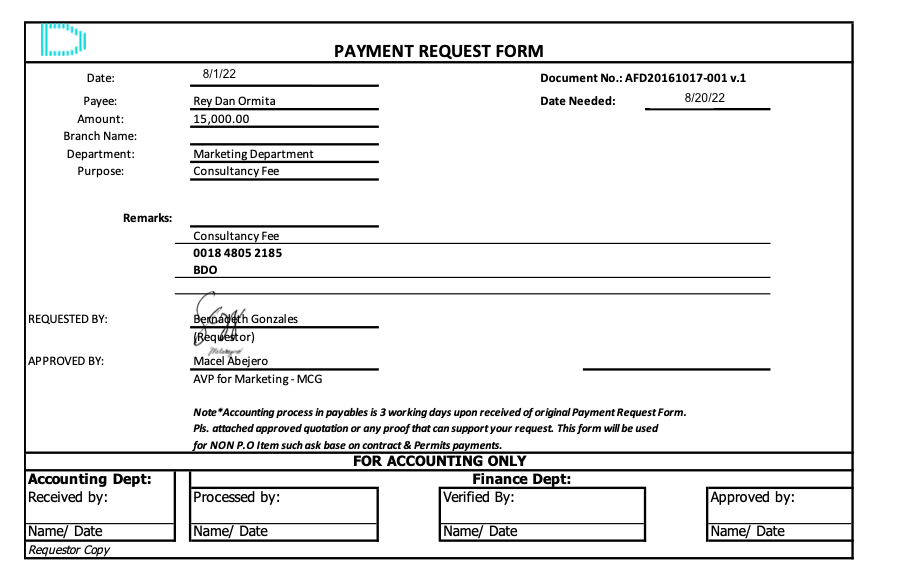 PAYMENT REQUEST FORM
Date: 8/1/22 Document No.: AFD20161017-001 v.1
Payee: Rey Dan Ormita Date Needed: 8/20/22
Amount: 15,000.00
Branch Name:
Department: Marketing Department
Purpose: Consultancy Fee
Remarks:
Consultancy Fee
0018 4805 2185
BDO
REQUESTED BY: Bernadeth Gonzales
(Requestor)
APPROVED BY: Macel Abejero
AVP for Marketing - MCG
Note*Accounting process in payables is 3 working days upon received of original Payment Request Form.
Pls. attached approved quotation or any proof that can support your request. This form will be used
for NON P.O Item such ask base on contract & Permits payments.
FOR ACCOUNTING ONLY
Accounting Dept: Finance Dept:
Received by: Processed by: Verified By: Approved by:
Name/ Date Name/ Date Name/ Date Name/ Date
Requestor Copy